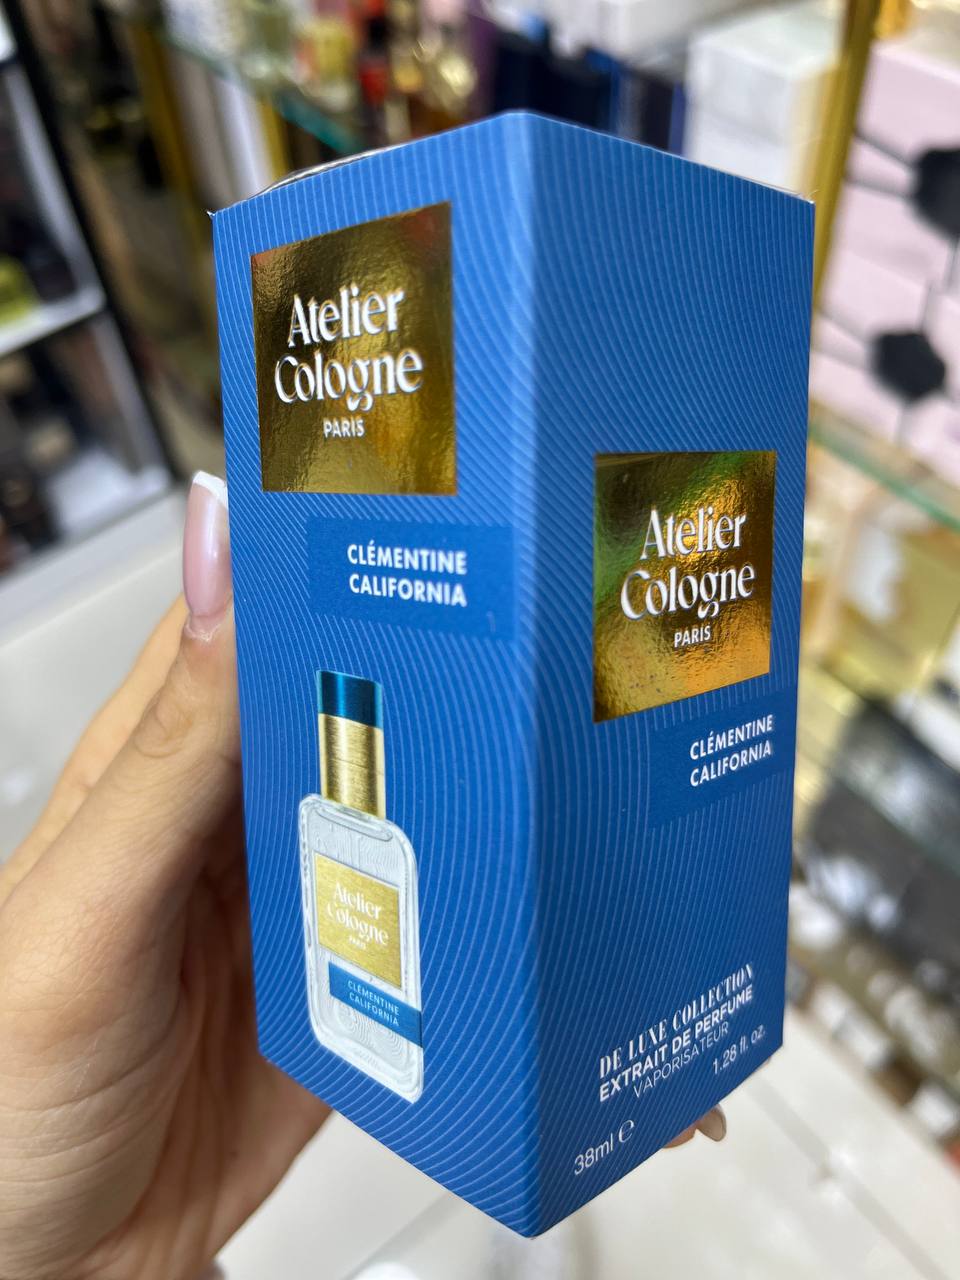 Atelier
Cologne
PARIS
CLÉMENTINE
CALIFORNIA
Atelier
Cologne
PARIS
CLÉMENTINE
CALIFORNIA
Atelier
Cologne
PARIS
CLÉMENTINE
CALIFORNIA
DE LUXE COLLECTION
EXTRAIT DE PERFUME
VAPORISATEUR
38ml e 1.28 fl. oz.